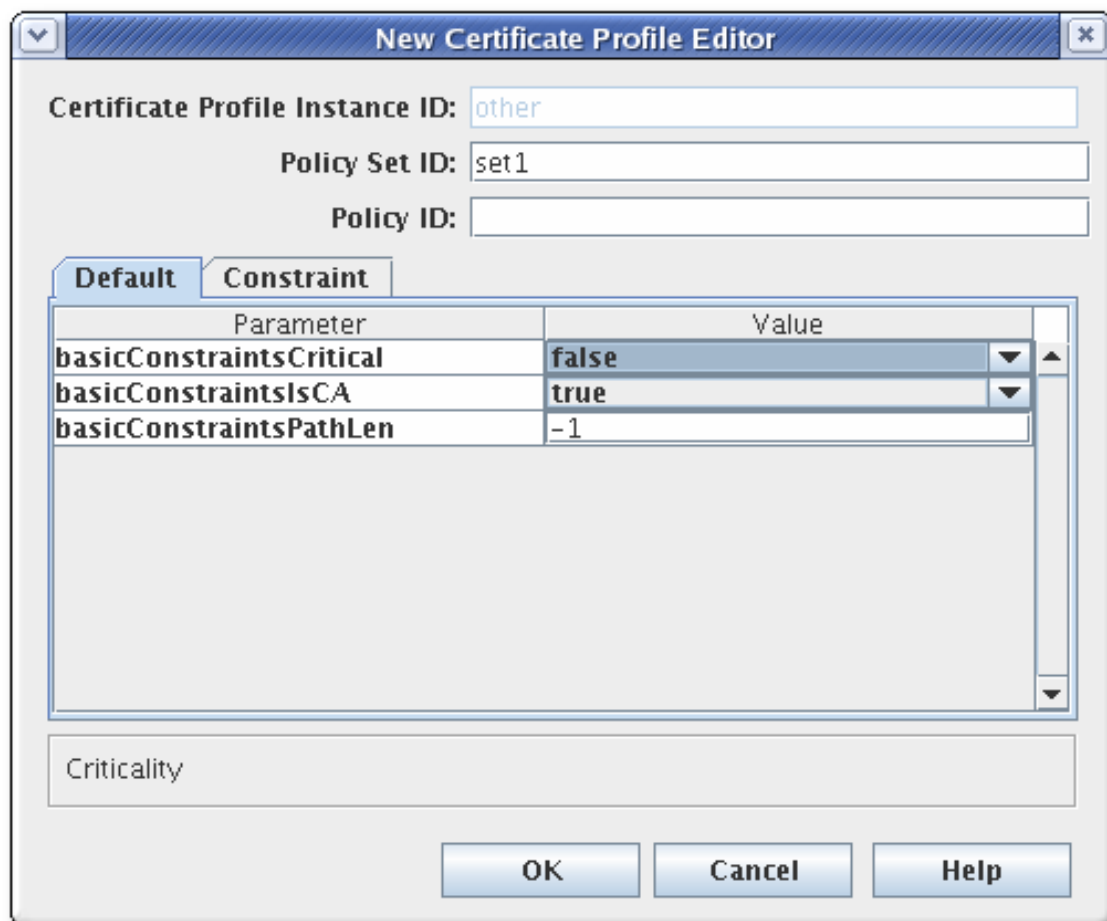 New Certificate Profile Editor
Certificate Profile Instance ID: other
Policy Set ID: set1
Policy ID:
Default Constraint
Parameter Value
basicConstraintsCritical false
basicConstraintsIsCA true
basicConstraintsPathLen -1
Criticality
OK Cancel Help